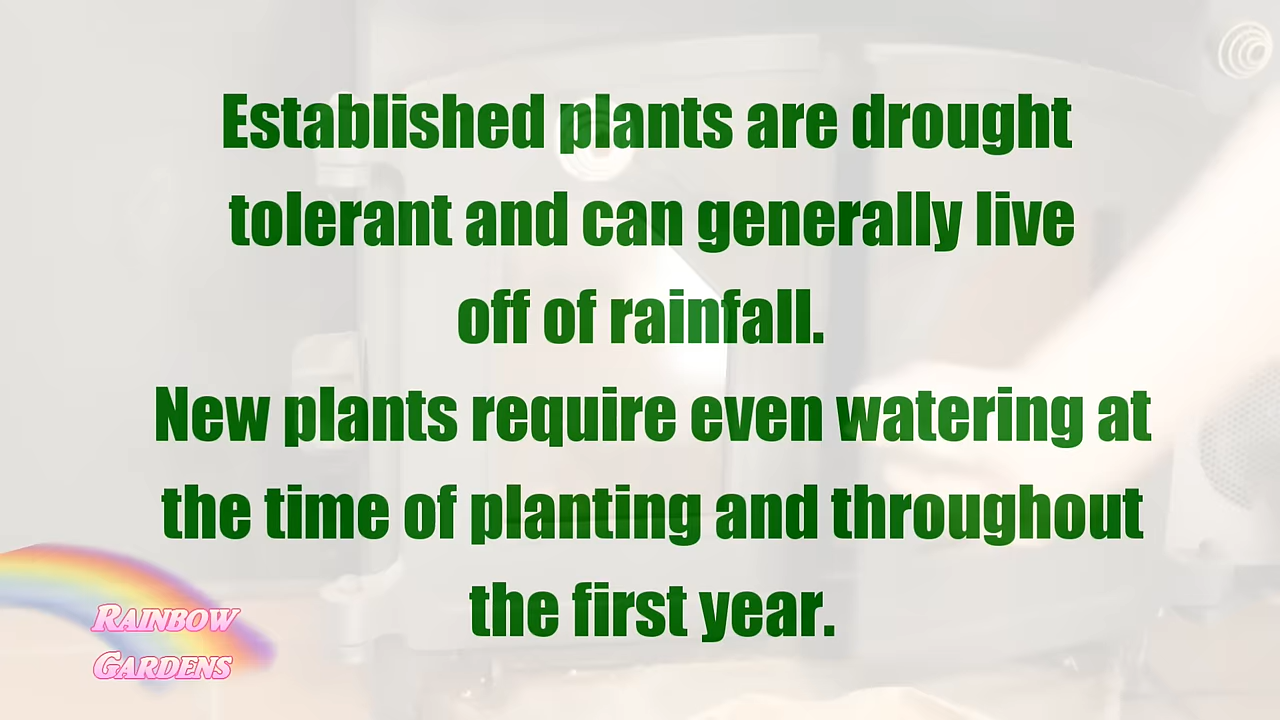 Established plants are drought
tolerant and can generally live
off of rainfall.
New plants require even watering at
the time of planting and throughout
the first year.
Rainbow
Gardens